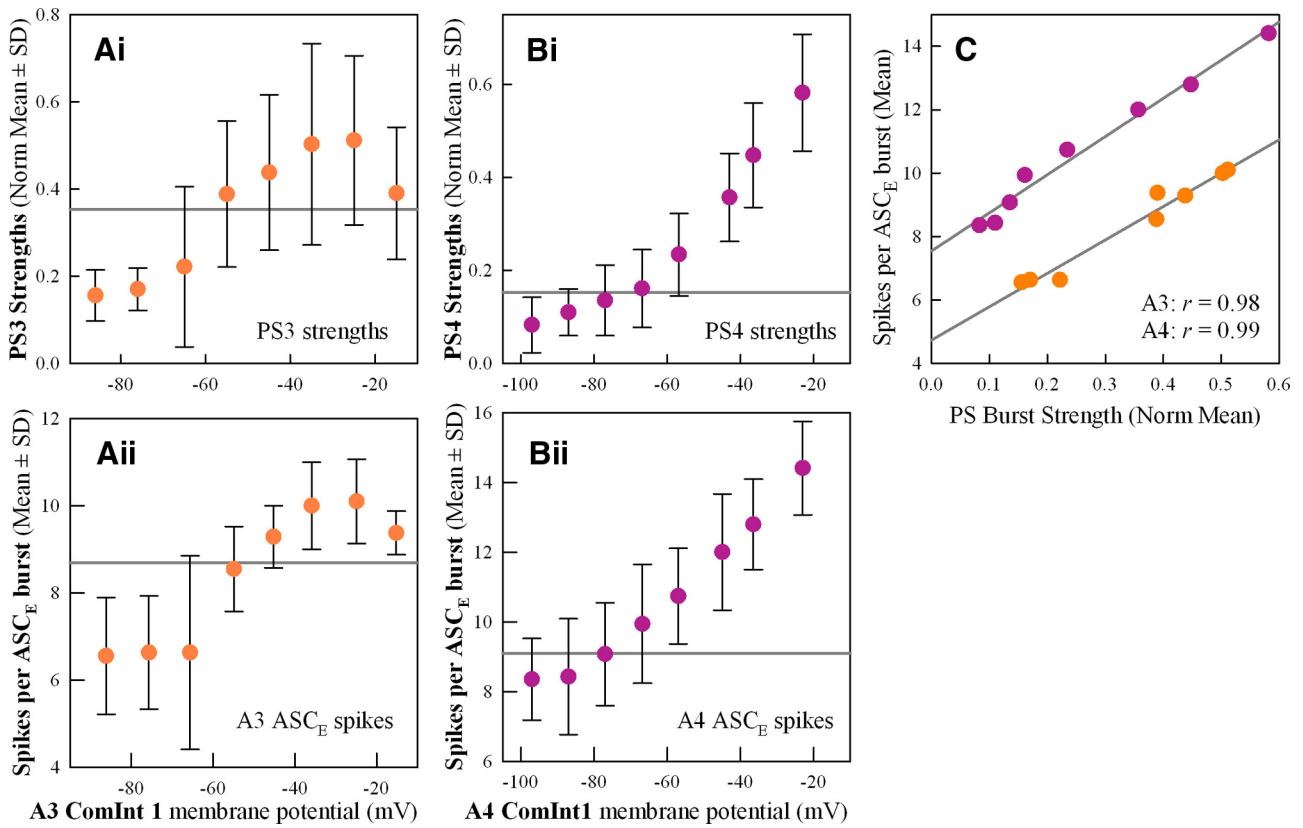 Ai
PS3 Strengths (Norm Mean ± SD)
0.8
0.6
0.4
0.2
0.0
-80 -60 -40 -20
PS3 strengths
Bi
PS4 Strengths (Norm Mean ± SD)
0.6
0.4
0.2
0.0
-100 -80 -60 -40 -20
PS4 strengths
C
Spikes per ASCE burst (Mean)
14
12
10
8
6
4
A3: r = 0.98
A4: r = 0.99
0.0 0.1 0.2 0.3 0.4 0.5 0.6
PS Burst Strength (Norm Mean)
Aii
Spikes per ASCE burst (Mean ± SD)
12
10
8
6
4
A3 ASCE spikes
-80 -60 -40 -20
A3 ComInt 1 membrane potential (mV)
Bii
Spikes per ASCE burst (Mean ± SD)
16
14
12
10
8
6
A4 ASCE spikes
-100 -80 -60 -40 -20
A4 ComInt1 membrane potential (mV)